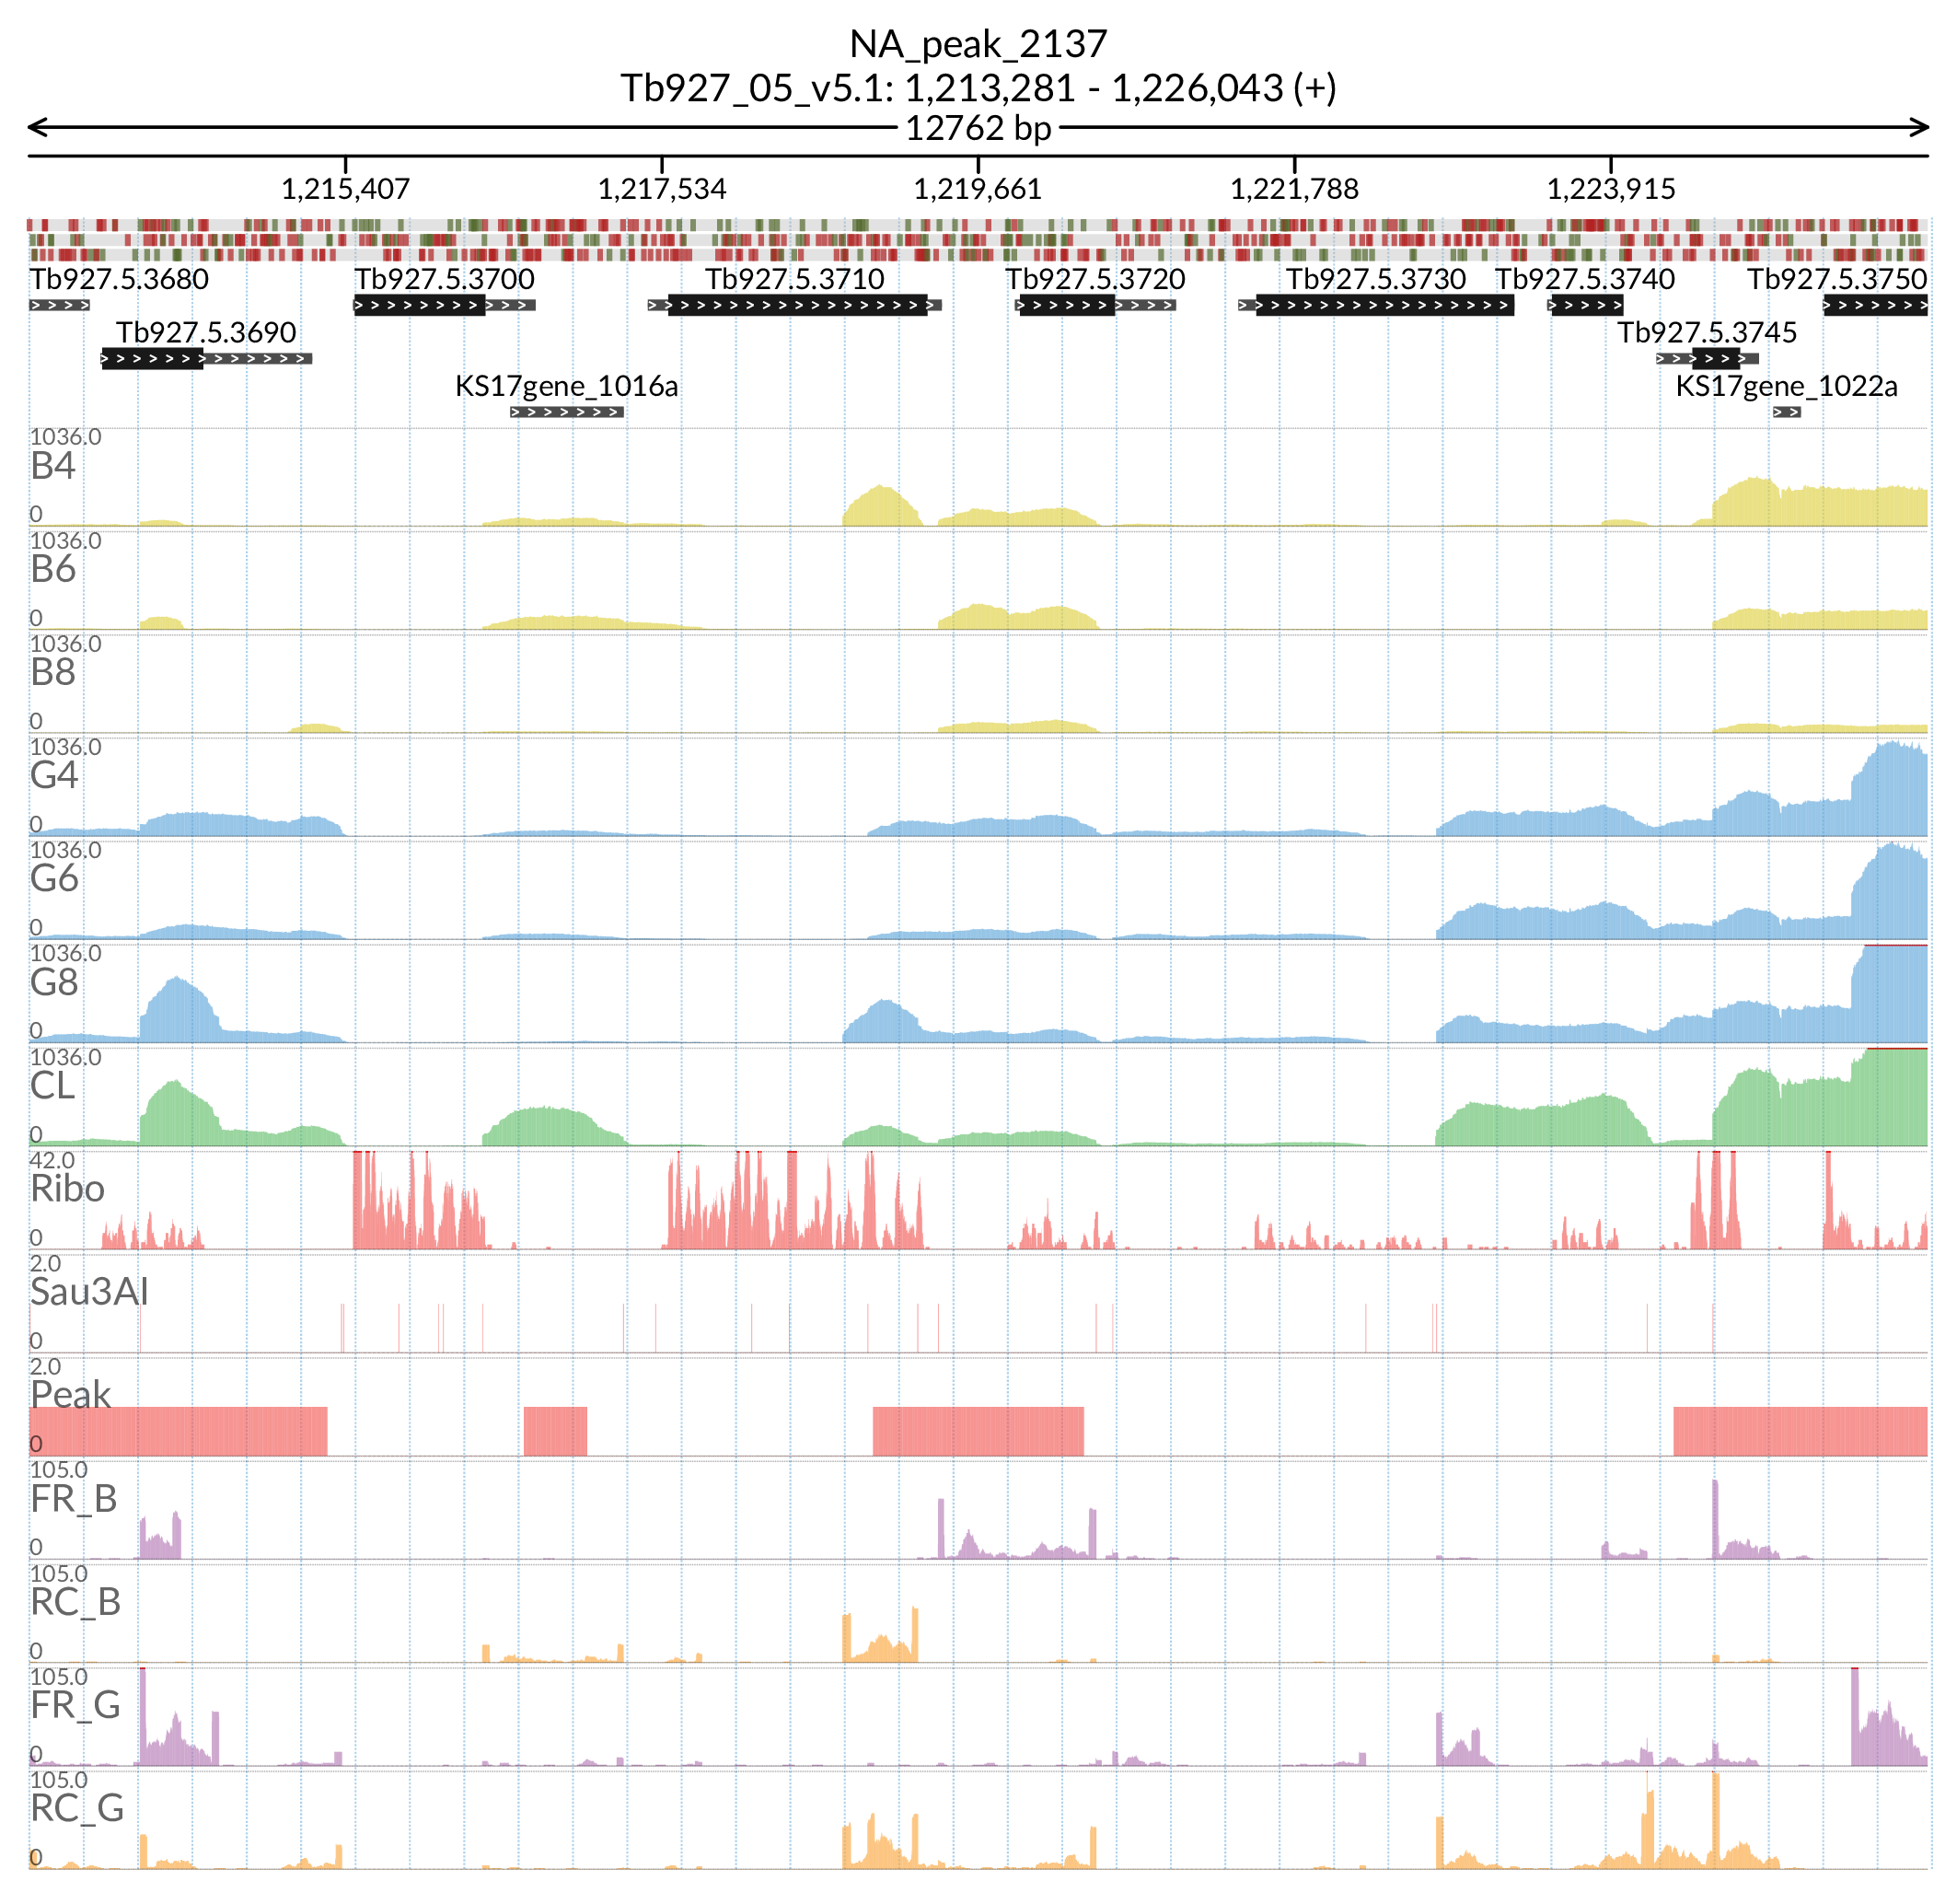 NA_peak_2137
Tb927_05_v5.1: 1,213,281 - 1,226,043 (+)
12762 bp
1,215,407 1,217,534 1,219,661 1,221,788 1,223,915
Tb927.5.3680 Tb927.5.3700 Tb927.5.3710 Tb927.5.3720 Tb927.5.3730 Tb927.5.3740 Tb927.5.3750
Tb927.5.3690 Tb927.5.3745
KS17gene_1016a KS17gene_1022a
1036.0
B4
0
1036.0
B6
0
1036.0
B8
0
1036.0
G4
0
1036.0
G6
0
1036.0
G8
0
1036.0
CL
0
42.0
Ribo
0
2.0
Sau3AI
0
2.0
Peak
0
105.0
FR_B
0
105.0
RC_B
0
105.0
FR_G
0
105.0
RC_G
0